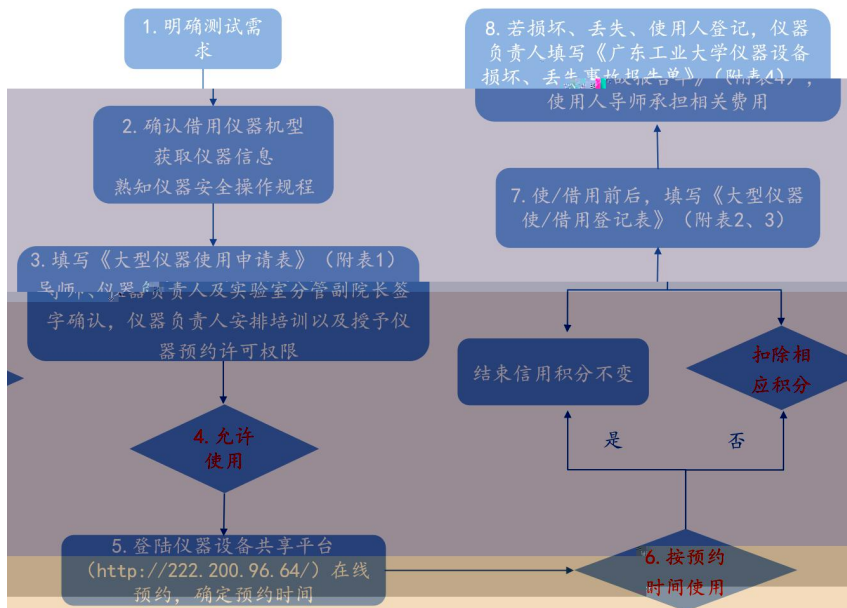 1.明确测试需
求
2.确认借用仪器机型
获取仪器信息
熟知仪器安全操作规程
3.填写《大型仪器使用申请表》（附表1）
导师、仪器负责人及实验室分管副院长签
字确认，仪器负责人安排培训以及授予仪
器预约许可权限
4.允许
使用
5.登陆仪器设备共享平台
（http://222.200.96.64/）在线
预约，确定预约时间
6.按预约
时间使用
是
否
结束信用积分不变
扣除相
应积分
7.使/借用前后，填写《大型仪器
使/借用登记表》（附表2、3）
8.若损坏、丢失、使用人登记，仪器
负责人填写《广东工业大学仪器设备
损坏、丢失事故报告单》（附表4），
使用人导师承担相关费用